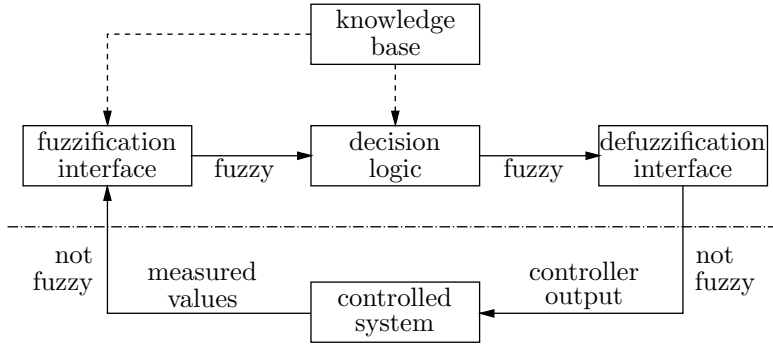 knowledge
base
fuzzification
interface
fuzzy
decision
logic
fuzzy
defuzzification
interface
not
fuzzy
measured
values
controlled
system
controller
output
not
fuzzy